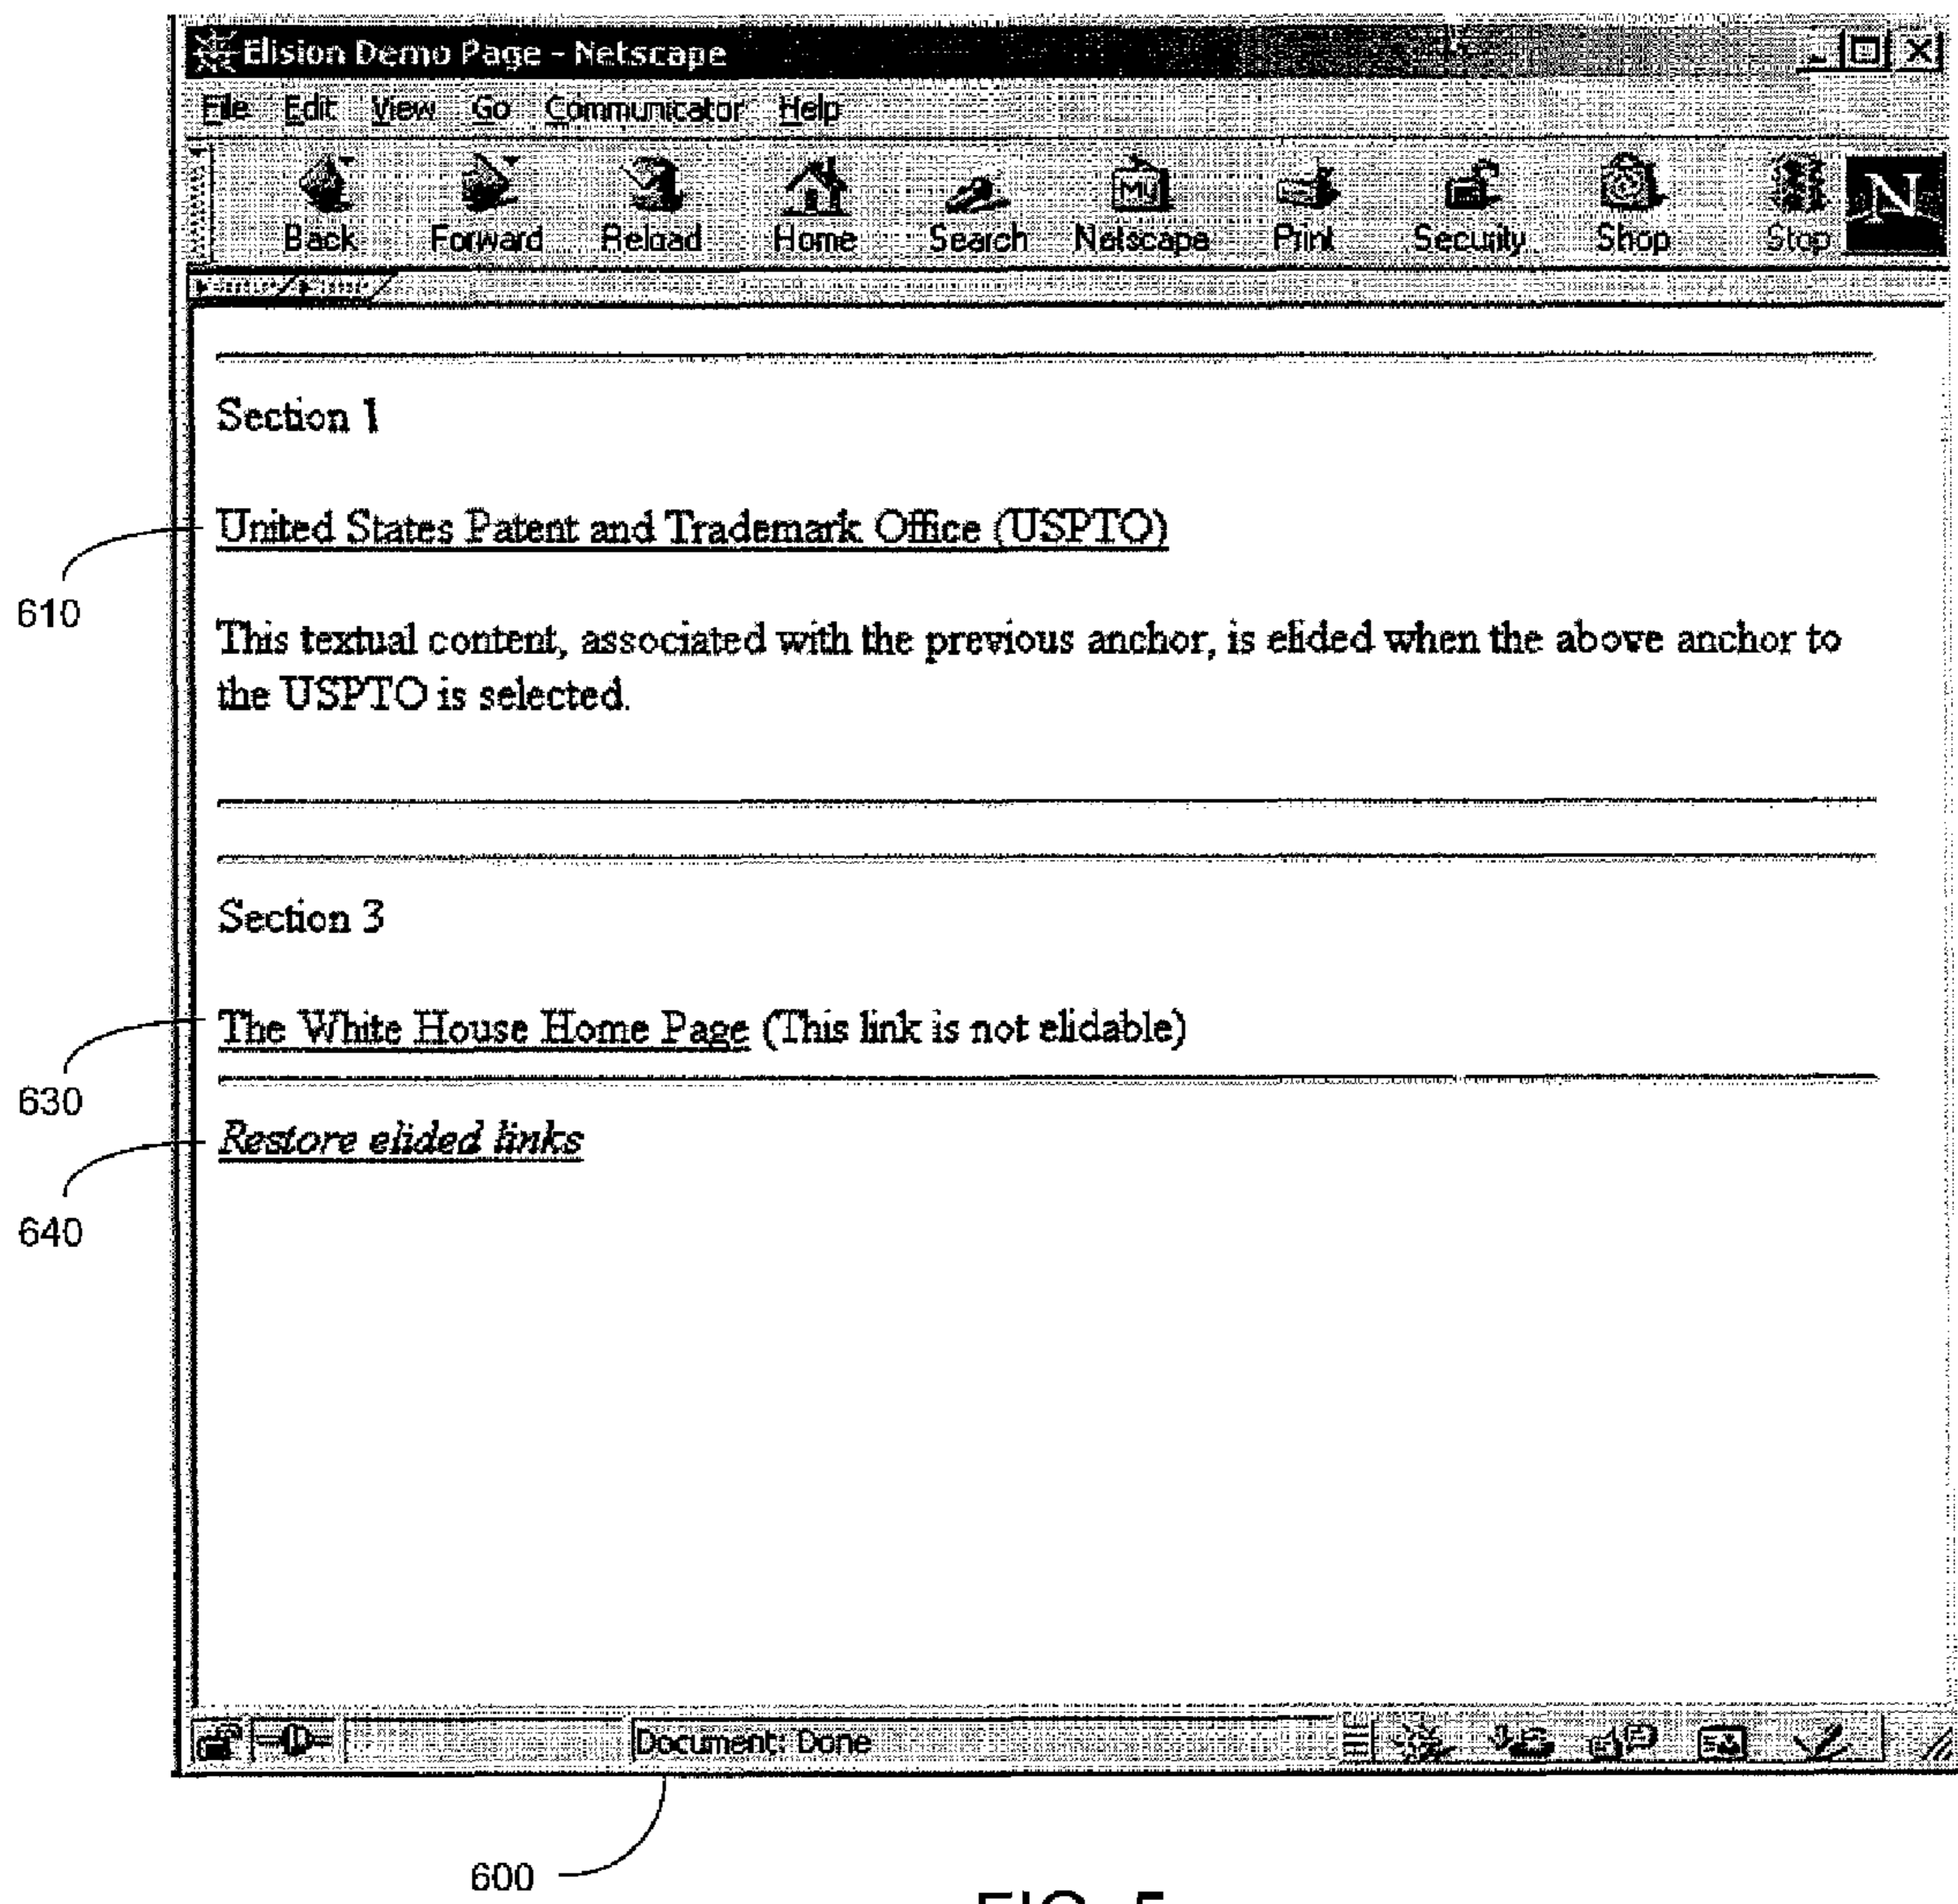 Elision Demo Page - Netscape
File Edit View Go Communicator Help
Back Forward Reload Home Search Netscape Print Security Shop Stop
My
N
Section 1
United States Patent and Trademark Office (USPTO)
610
This textual content, associated with the previous anchor, is elided when the above anchor to
the USPTO is selected.
Section 3
The White House Home Page (This link is not elidable)
630
Restore elided links
640
Document: Done
600
FIG. 5